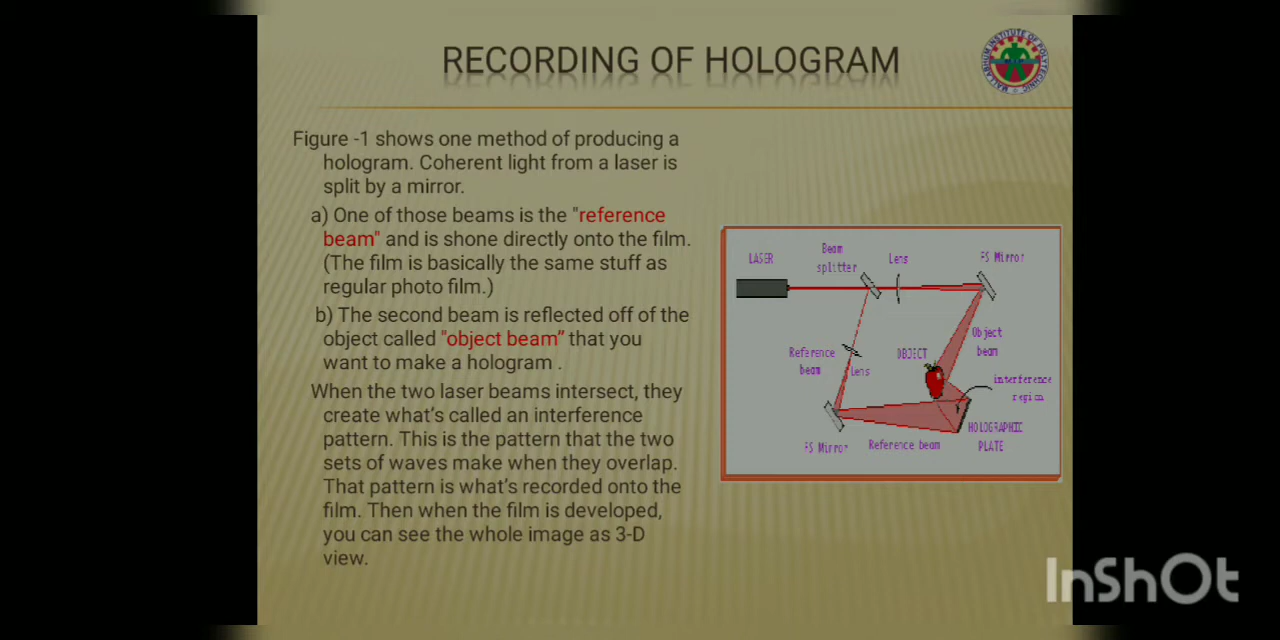 RECORDING OF HOLOGRAM
MALLABHUM INSTITUTE OF POLYTECHNIC
Figure -1 shows one method of producing a
hologram. Coherent light from a laser is
split by a mirror.
a) One of those beams is the "reference
beam" and is shone directly onto the film.
(The film is basically the same stuff as
regular photo film.)
b) The second beam is reflected off of the
object called "object beam” that you
want to make a hologram .
When the two laser beams intersect, they
create what’s called an interference
pattern. This is the pattern that the two
sets of waves make when they overlap.
That pattern is what’s recorded onto the
film. Then when the film is developed,
you can see the whole image as 3-D
view.
LASER
Beam
splitter
Lens
FS Mirror
Object
beam
Reference
beam
Lens
OBJECT
interference
region
HOLOGRAPHIC
PLATE
FS Mirror
Reference beam
InShOt